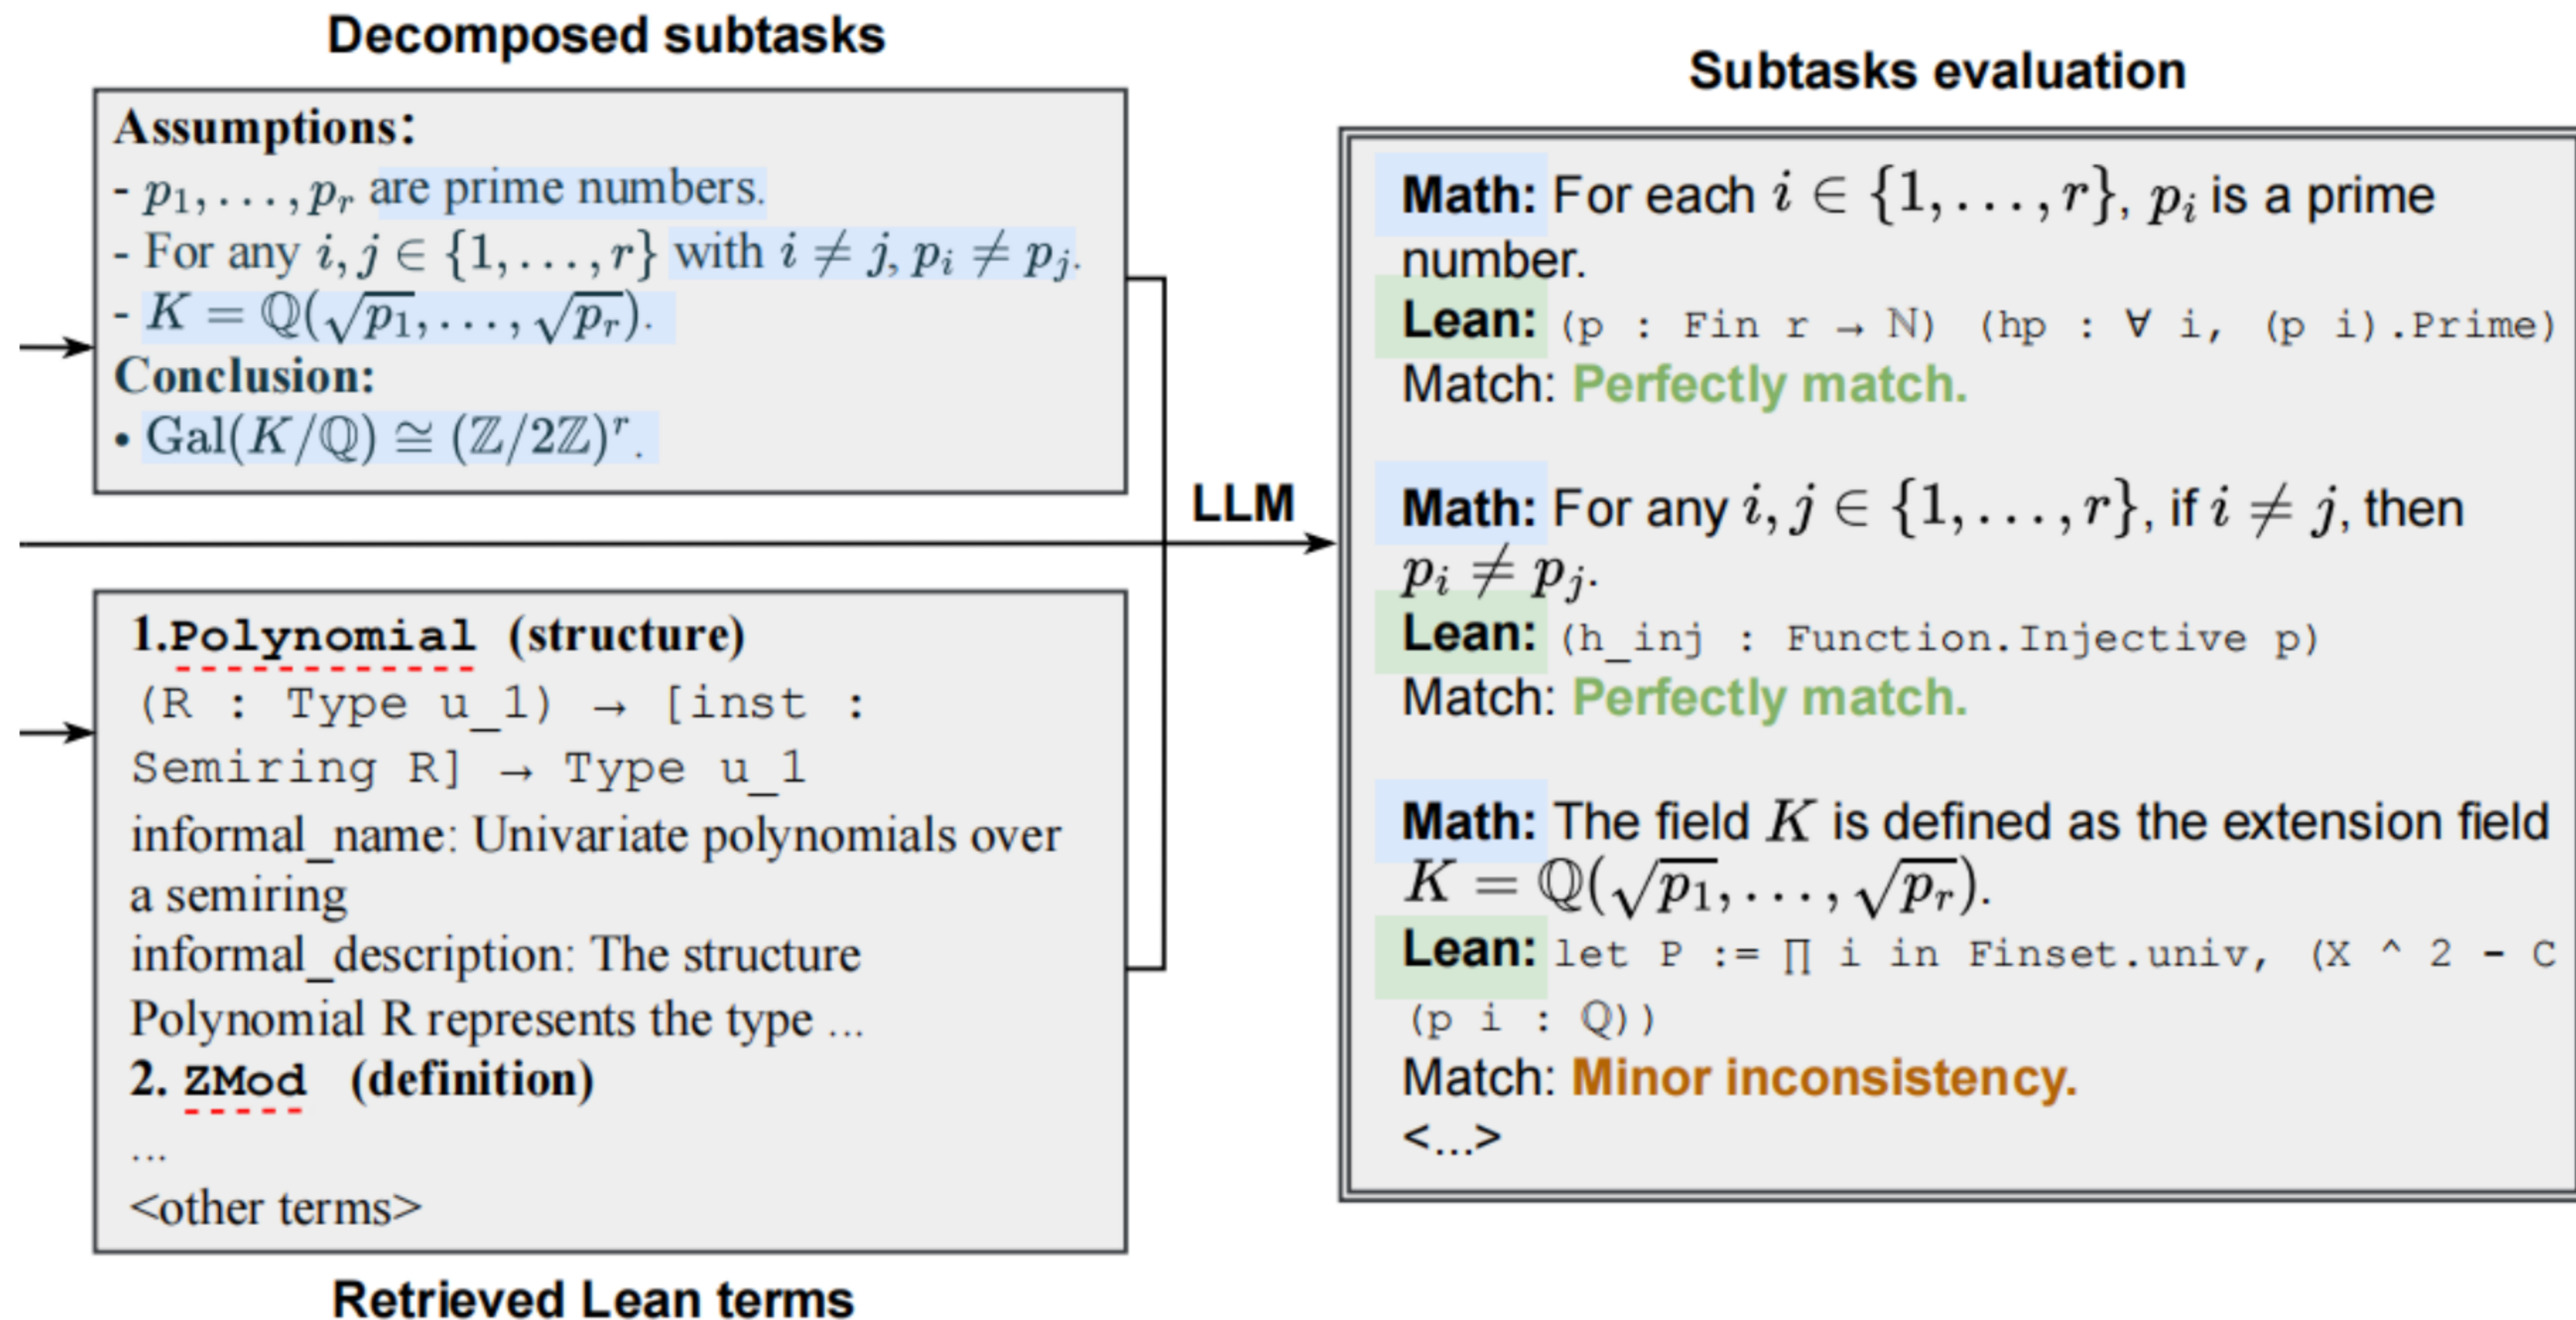 Decomposed subtasks
Assumptions:
- p₁, . . . , pᵣ are prime numbers.
- For any i, j ∈ {1, . . . , r} with i ≠ j, pᵢ ≠ pⱼ.
- K = ℚ(√p₁, . . . , √pᵣ).
Conclusion:
• Gal(K/ℚ) ≅ (ℤ/2ℤ)ʳ.
1.Polynomial (structure)
(R : Type u_1) → [inst :
Semiring R] → Type u_1
informal_name: Univariate polynomials over
a semiring
informal_description: The structure
Polynomial R represents the type ...
2. ZMod (definition)
...
<other terms>
Retrieved Lean terms
LLM
Subtasks evaluation
Math: For each i ∈ {1, . . . , r}, pᵢ is a prime
number.
Lean: (p : Fin r → ℕ) (hp : ∀ i, (p i).Prime)
Match: Perfectly match.
Math: For any i, j ∈ {1, . . . , r}, if i ≠ j, then
pᵢ ≠ pⱼ.
Lean: (h_inj : Function.Injective p)
Match: Perfectly match.
Math: The field K is defined as the extension field
K = ℚ(√p₁, . . . , √pᵣ).
Lean: let P := ∏ i in Finset.univ, (X ^ 2 - C
(p i : ℚ))
Match: Minor inconsistency.
<...>